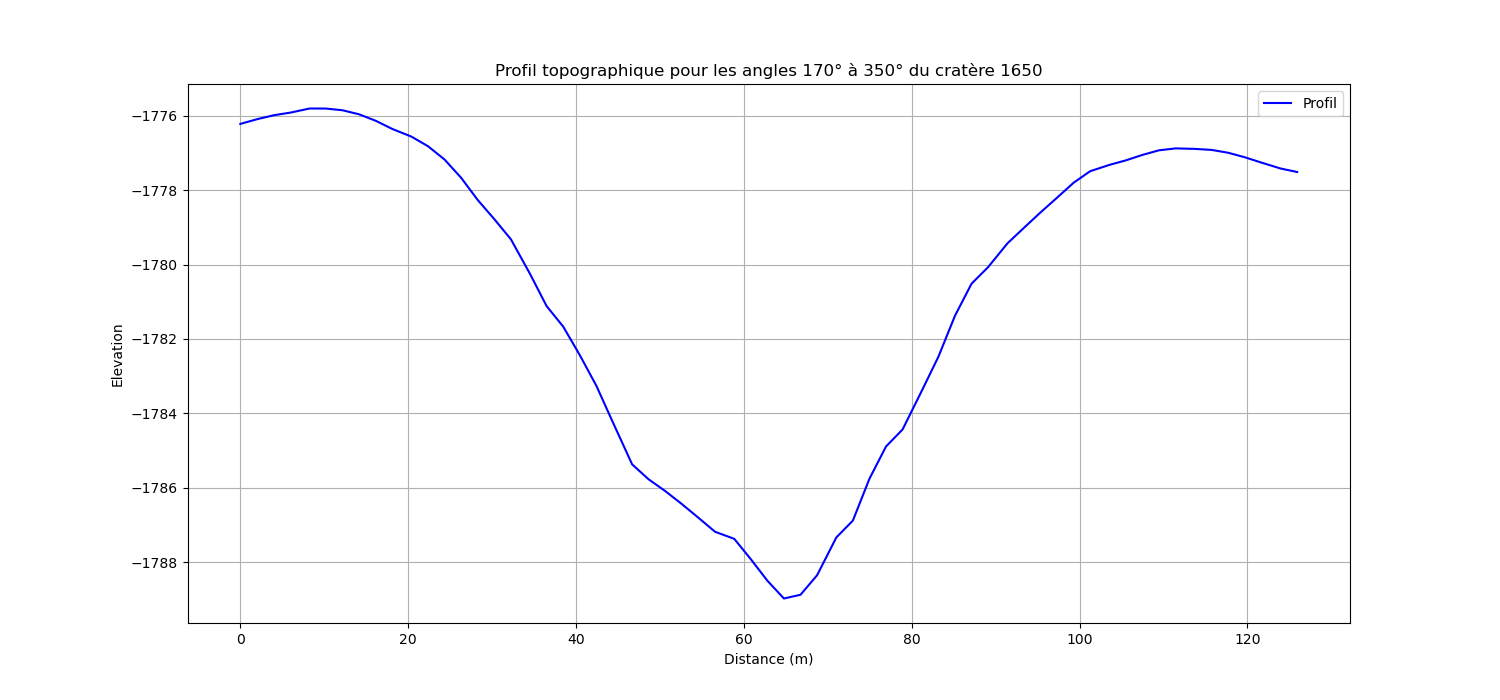 Profil topographique pour les angles 170° à 350° du cratère 1650
Profil
−1776
−1778
−1780
−1782
−1784
−1786
−1788
Elevation
0 20 40 60 80 100 120
Distance (m)